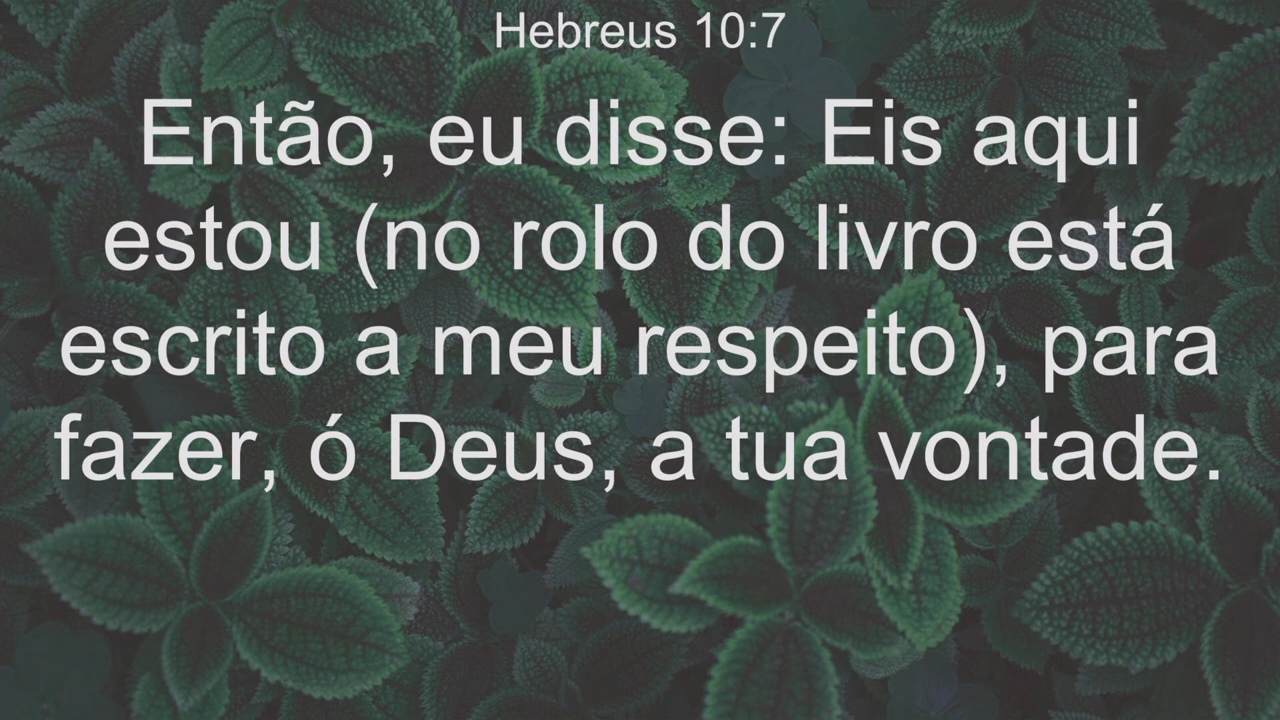 Hebreus 10:7
Então, eu disse: Eis aqui
estou (no rolo do livro está
escrito a meu respeito), para
fazer, ó Deus, a tua vontade.